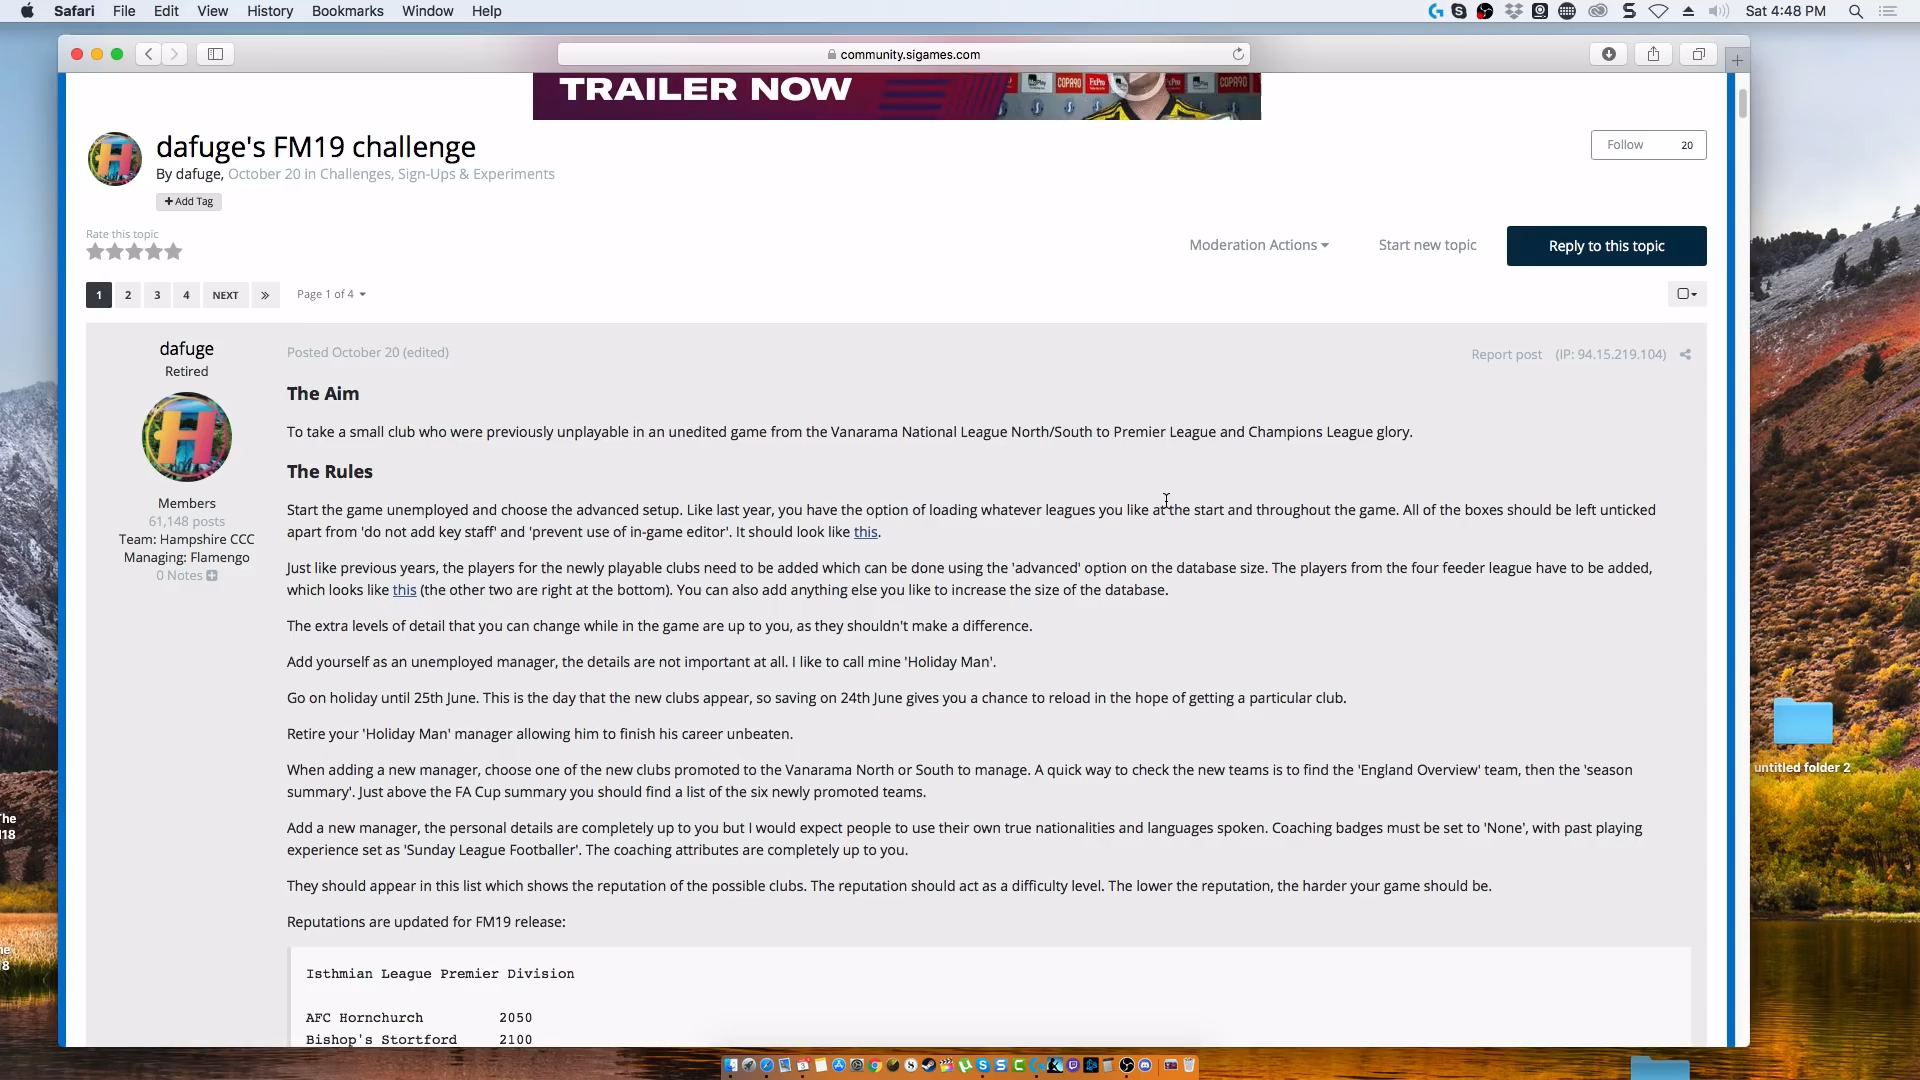 Safari File Edit View History Bookmarks Window Help
Sat 4:48 PM
community.sigames.com
TRAILER NOW
COPA90
FxPro
dafuge's FM19 challenge
By dafuge, October 20 in Challenges, Sign-Ups & Experiments
+ Add Tag
Follow 20
Rate this topic
Moderation Actions
Start new topic
Reply to this topic
1 2 3 4 NEXT » Page 1 of 4
dafuge
Retired
Members
61,148 posts
Team: Hampshire CCC
Managing: Flamengo
0 Notes
Posted October 20 (edited)
Report post (IP: 94.15.219.104)
The Aim
To take a small club who were previously unplayable in an unedited game from the Vanarama National League North/South to Premier League and Champions League glory.
The Rules
Start the game unemployed and choose the advanced setup. Like last year, you have the option of loading whatever leagues you like at the start and throughout the game. All of the boxes should be left unticked
apart from 'do not add key staff' and 'prevent use of in-game editor'. It should look like this.
Just like previous years, the players for the newly playable clubs need to be added which can be done using the 'advanced' option on the database size. The players from the four feeder league have to be added,
which looks like this (the other two are right at the bottom). You can also add anything else you like to increase the size of the database.
The extra levels of detail that you can change while in the game are up to you, as they shouldn't make a difference.
Add yourself as an unemployed manager, the details are not important at all. I like to call mine 'Holiday Man'.
Go on holiday until 25th June. This is the day that the new clubs appear, so saving on 24th June gives you a chance to reload in the hope of getting a particular club.
Retire your 'Holiday Man' manager allowing him to finish his career unbeaten.
When adding a new manager, choose one of the new clubs promoted to the Vanarama North or South to manage. A quick way to check the new teams is to find the 'England Overview' team, then the 'season
summary'. Just above the FA Cup summary you should find a list of the six newly promoted teams.
Add a new manager, the personal details are completely up to you but I would expect people to use their own true nationalities and languages spoken. Coaching badges must be set to 'None', with past playing
experience set as 'Sunday League Footballer'. The coaching attributes are completely up to you.
They should appear in this list which shows the reputation of the possible clubs. The reputation should act as a difficulty level. The lower the reputation, the harder your game should be.
Reputations are updated for FM19 release:
Isthmian League Premier Division
AFC Hornchurch 2050
Bishop's Stortford 2100
untitled folder 2